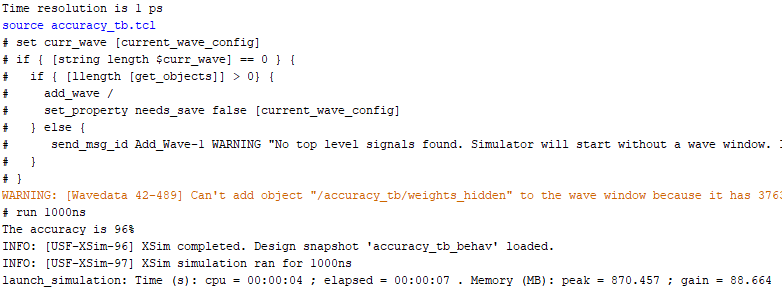 Time resolution is 1 ps
source accuracy_tb.tcl
# set curr_wave [current_wave_config]
# if { [string length $curr_wave] == 0 } {
#   if { [llength [get_objects]] > 0} {
#     add_wave /
#     set_property needs_save false [current_wave_config]
#   } else {
#      send_msg_id Add_Wave-1 WARNING "No top level signals found. Simulator will start without a wave window.
#   }
# }
WARNING: [Wavedata 42-489] Can't add object "/accuracy_tb/weights_hidden" to the wave window because it has 3763
# run 1000ns
The accuracy is 96%
INFO: [USF-XSim-96] XSim completed. Design snapshot 'accuracy_tb_behav' loaded.
INFO: [USF-XSim-97] XSim simulation ran for 1000ns
launch_simulation: Time (s): cpu = 00:00:04 ; elapsed = 00:00:07 . Memory (MB): peak = 870.457 ; gain = 88.664